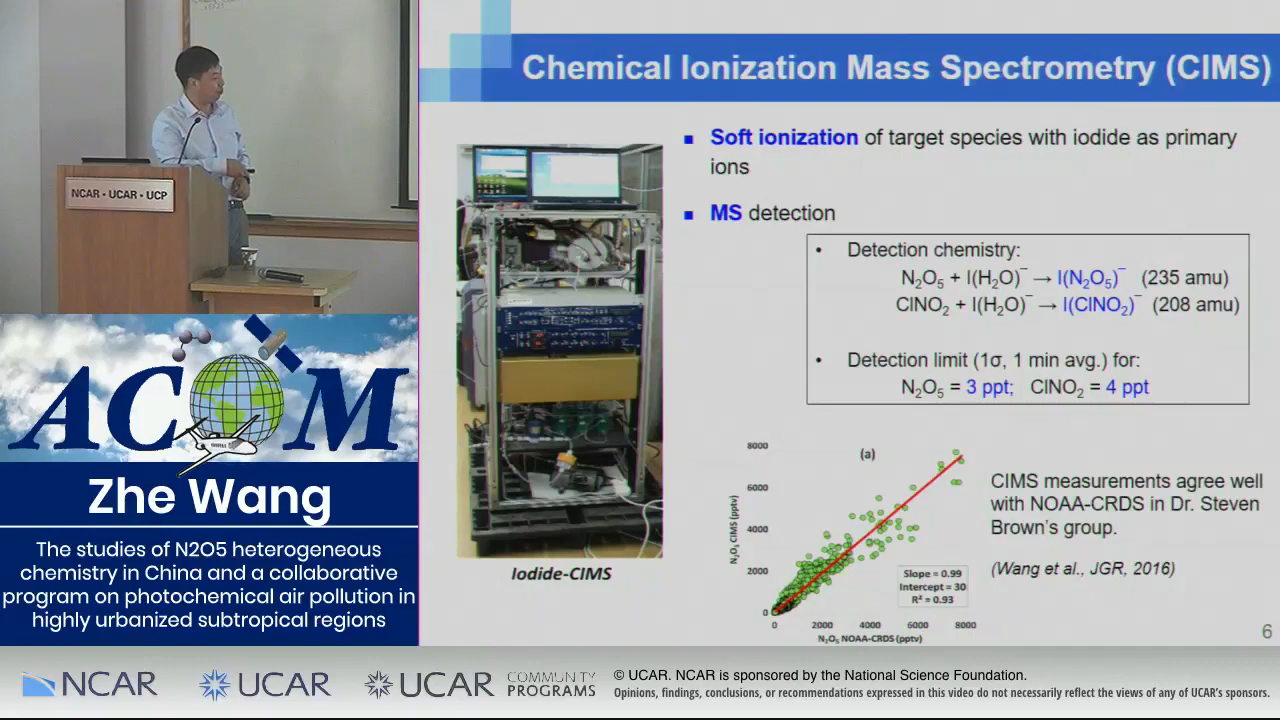 Chemical Ionization Mass Spectrometry (CIMS)
NCAR • UCAR • UCP
■ Soft ionization of target species with iodide as primary
ions
■ MS detection
• Detection chemistry:
N₂O₅ + I(H₂O)⁻ → I(N₂O₅)⁻ (235 amu)
ClNO₂ + I(H₂O)⁻ → I(ClNO₂)⁻ (208 amu)
• Detection limit (1σ, 1 min avg.) for:
N₂O₅ = 3 ppt; ClNO₂ = 4 ppt
Iodide-CIMS
(a)
8000
6000
4000
2000
0
N₂O₅ CIMS (pptv)
0 2000 4000 6000 8000
N₂O₅ NOAA-CRDS (pptv)
Slope = 0.99
Intercept = 30
R² = 0.93
CIMS measurements agree well
with NOAA-CRDS in Dr. Steven
Brown's group.
(Wang et al., JGR, 2016)
6
ACOM
Zhe Wang
The studies of N2O5 heterogeneous
chemistry in China and a collaborative
program on photochemical air pollution in
highly urbanized subtropical regions
NCAR
UCAR
UCAR
COMMUNITY
PROGRAMS
© UCAR. NCAR is sponsored by the National Science Foundation.
Opinions, findings, conclusions, or recommendations expressed in this video do not necessarily reflect the views of any of UCAR's sponsors.